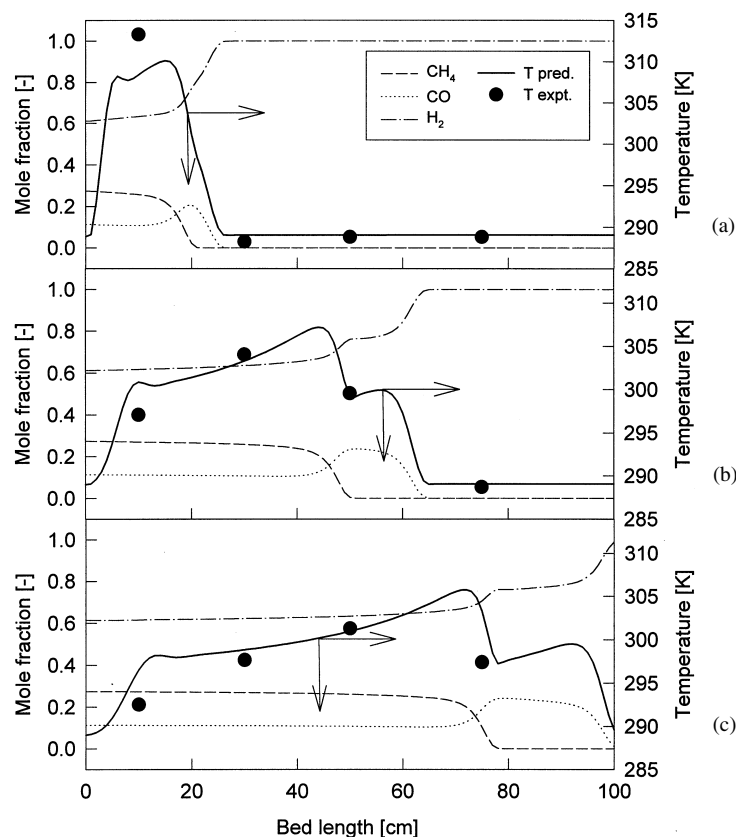 315
1.0
310
CH4
T pred.
0.8
CO
T expt.
305
H2
0.6
300
0.4
295
0.2
290
0.0
285
Mole fraction [-]
Temperature [K]
(a)
1.0
310
0.8
305
0.6
300
0.4
295
0.2
290
0.0
285
Mole fraction [-]
Temperature [K]
(b)
1.0
310
0.8
305
0.6
300
0.4
295
0.2
290
0.0
285
Mole fraction [-]
Temperature [K]
(c)
0 20 40 60 80 100
Bed length [cm]